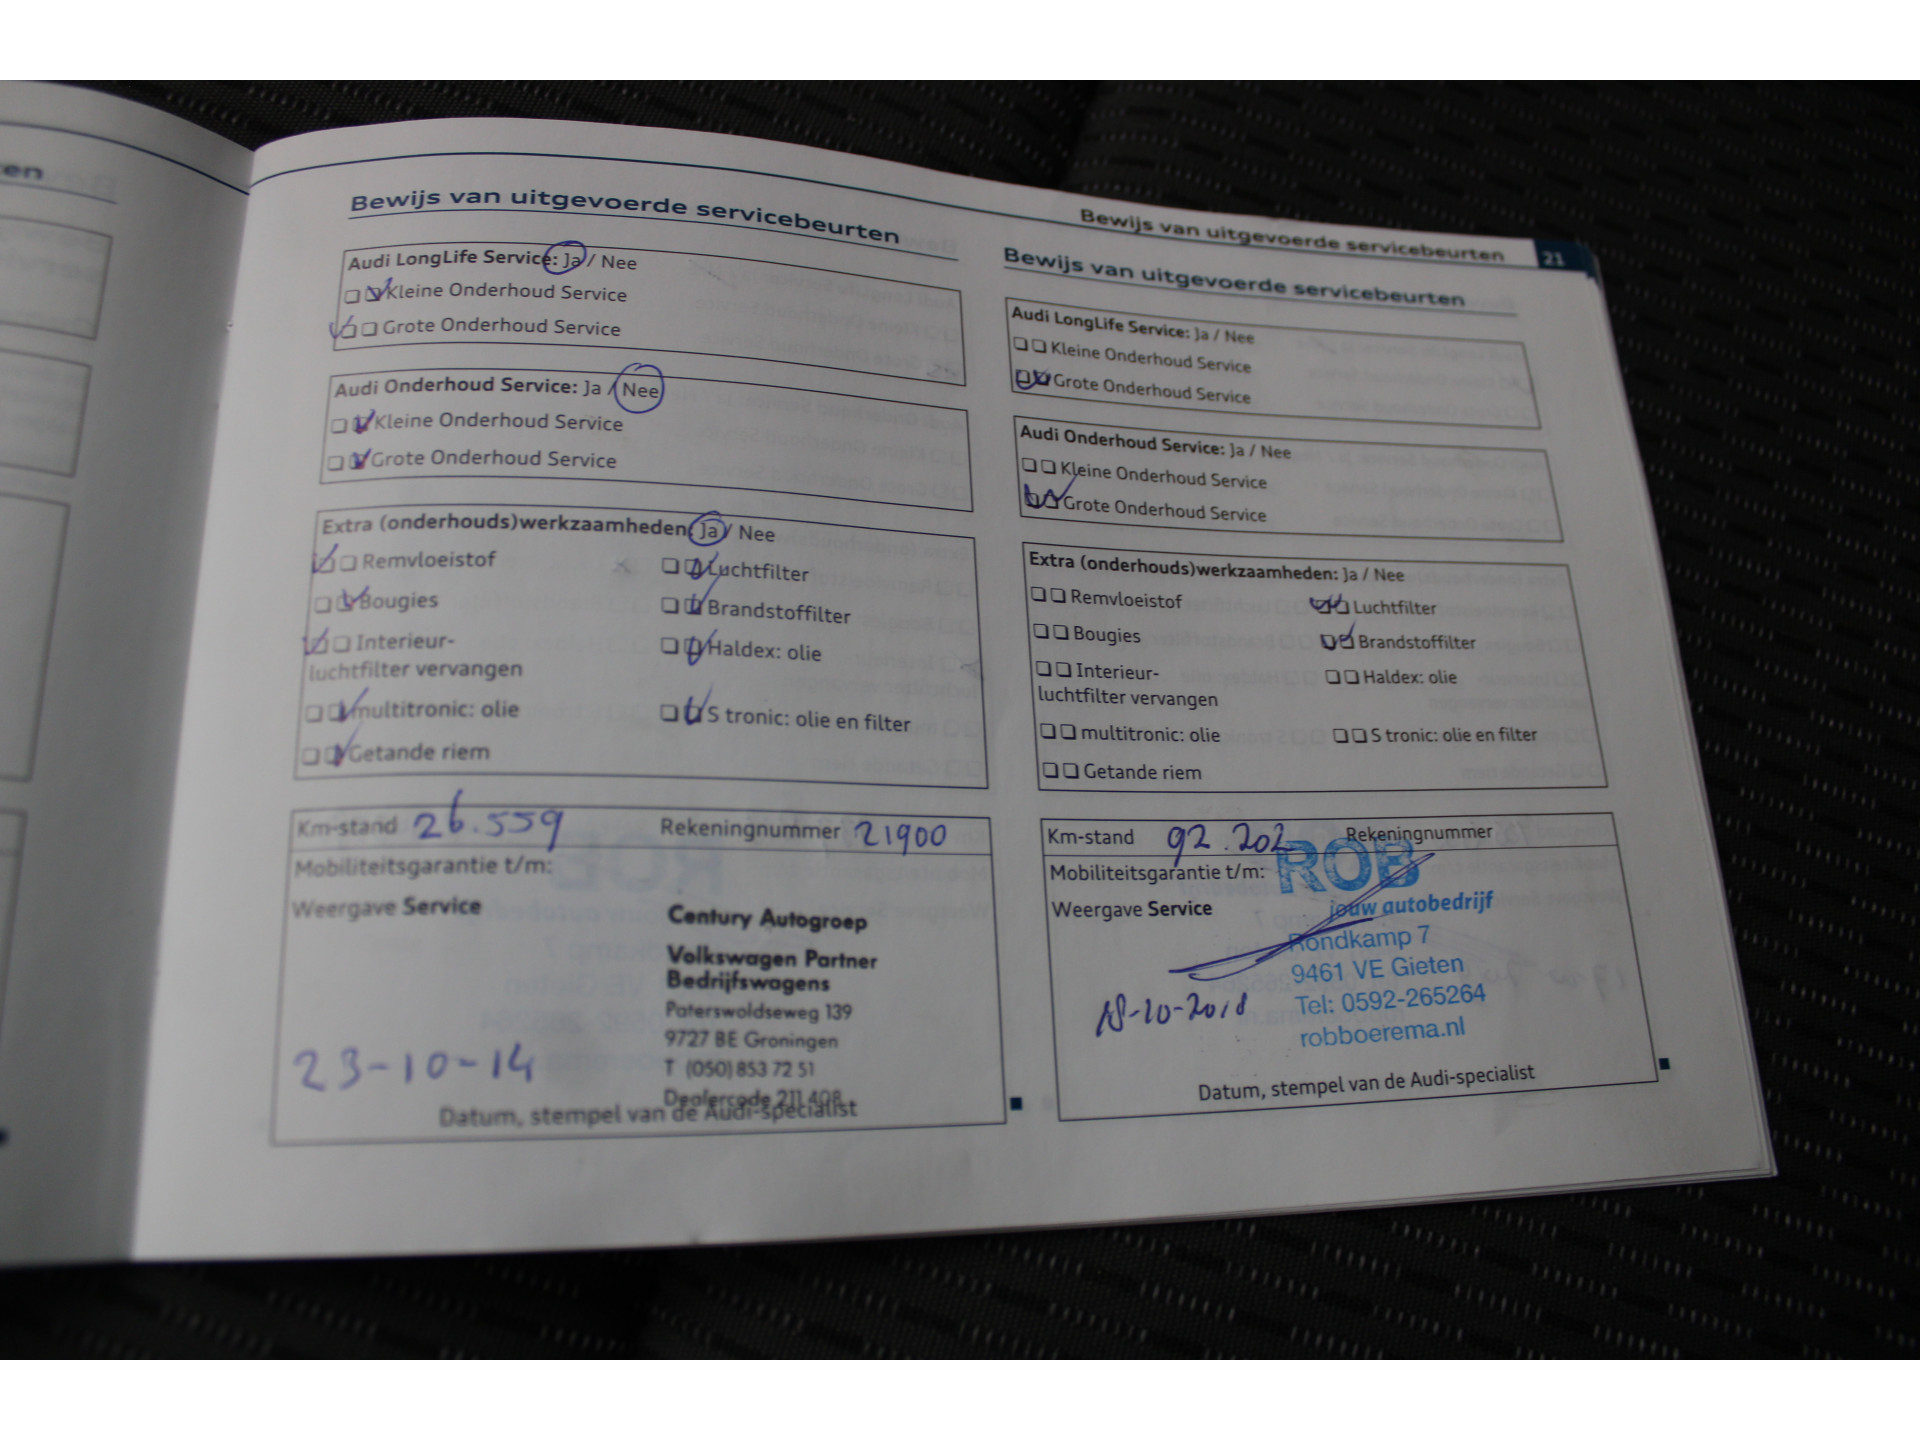 en
Bewijs van uitgevoerde servicebeurten 21
Bewijs van uitgevoerde servicebeurten
Audi LongLife Service: Ja / Nee
Kleine Onderhoud Service
Grote Onderhoud Service
Audi Onderhoud Service: Ja / Nee
Kleine Onderhoud Service
Grote Onderhoud Service
Extra (onderhouds)werkzaamheden: Ja / Nee
Remvloeistof Luchtfilter
Bougies Brandstoffilter
Interieur- Haldex: olie
luchtfilter vervangen
multitronic: olie S tronic: olie en filter
Getande riem
Km-stand 26.559 Rekeningnummer 21900
Mobiliteitsgarantie t/m:
Weergave Service
Century Autogroep
Volkswagen Partner
Bedrijfswagens
Paterswoldseweg 139
9727 BE Groningen
T (050) 853 72 51
Dealercode 211 408
23-10-14
Datum, stempel van de Audi-specialist
Bewijs van uitgevoerde servicebeurten
Audi LongLife Service: Ja / Nee
Kleine Onderhoud Service
Grote Onderhoud Service
Audi Onderhoud Service: Ja / Nee
Kleine Onderhoud Service
Grote Onderhoud Service
Extra (onderhouds)werkzaamheden: Ja / Nee
Remvloeistof Luchtfilter
Bougies Brandstoffilter
Interieur- Haldex: olie
luchtfilter vervangen
multitronic: olie S tronic: olie en filter
Getande riem
Km-stand 92.202 Rekeningnummer
Mobiliteitsgarantie t/m:
Weergave Service
ROB
jouw autobedrijf
Rondkamp 7
9461 VE Gieten
Tel: 0592-265264
robboerema.nl
18-10-2018
Datum, stempel van de Audi-specialist